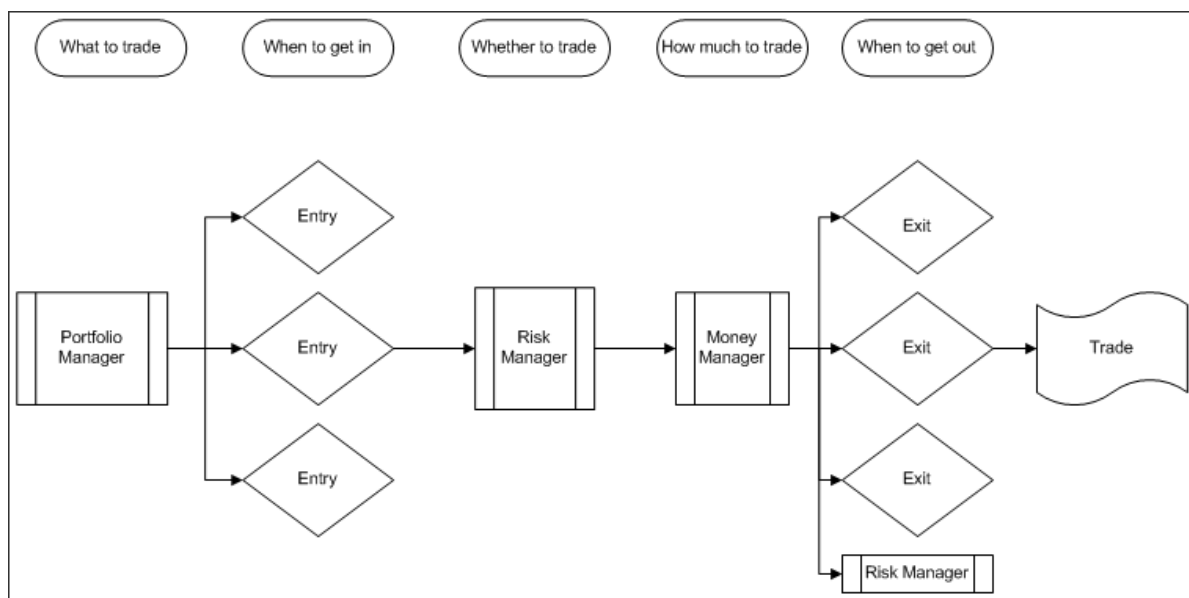 What to trade
When to get in
Whether to trade
How much to trade
When to get out
Entry
Exit
Portfolio
Manager
Entry
Risk
Manager
Money
Manager
Exit
Trade
Entry
Exit
Risk Manager